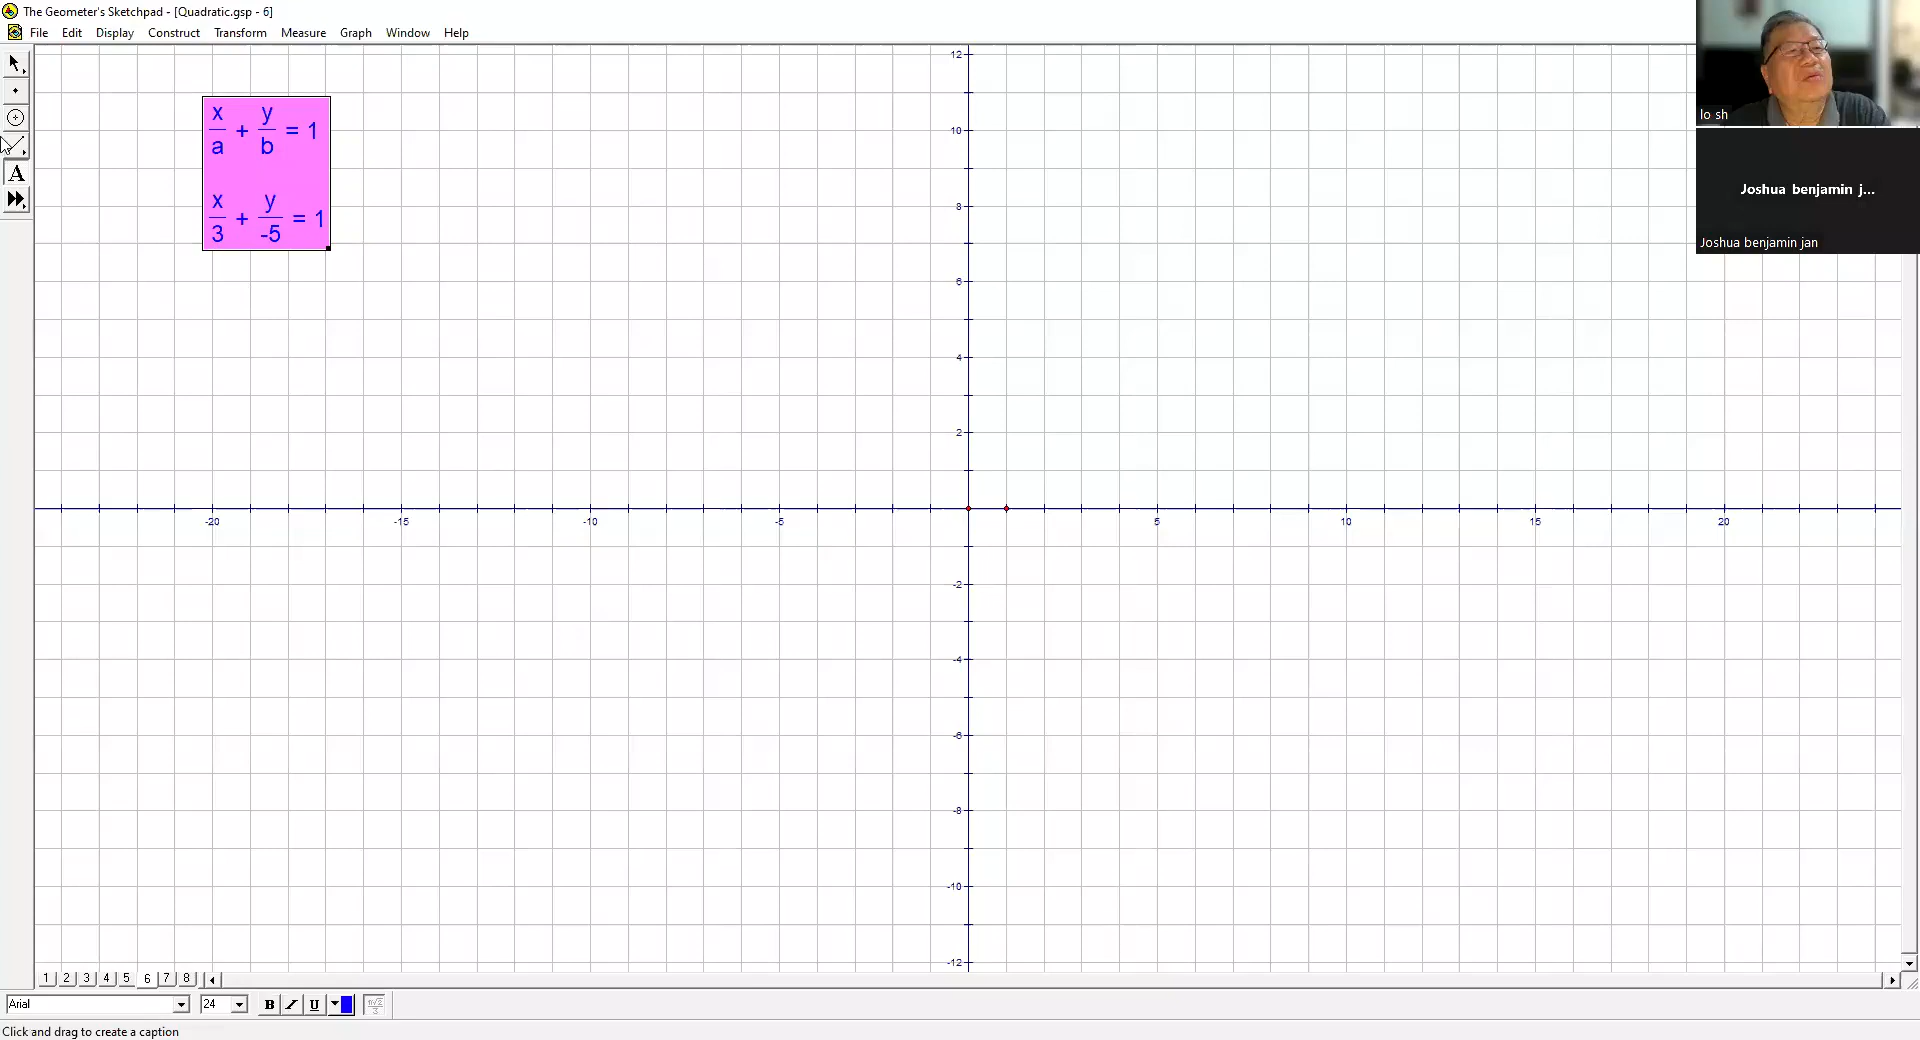 The Geometer's Sketchpad - [Quadratic.gsp - 6]
File Edit Display Construct Transform Measure Graph Window Help
x/a + y/b = 1
x/3 + y/-5 = 1
12
10
8
6
4
2
-20 -15 -10 -5 5 10 15 20
-2
-4
-6
-8
-10
-12
lo sh
Joshua benjamin j...
Joshua benjamin jan
A
1 2 3 4 5 6 7 8
Arial 24 B I U
Click and drag to create a caption